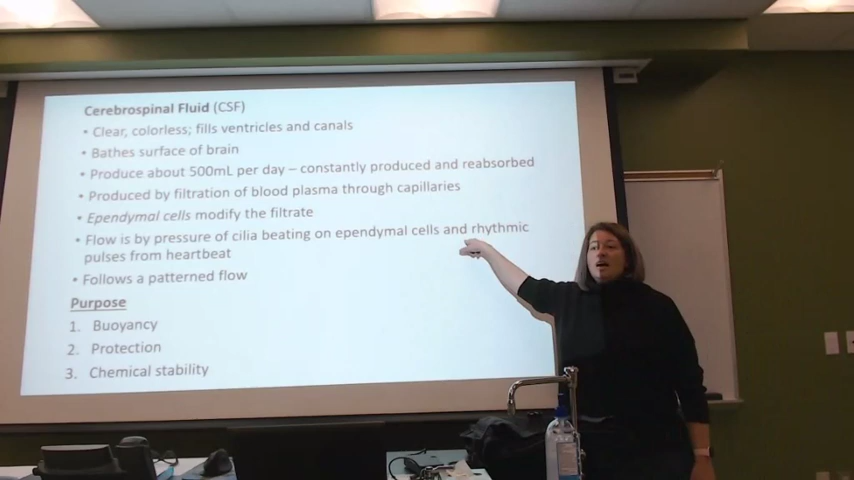 Cerebrospinal Fluid (CSF)
• Clear, colorless; fills ventricles and canals
• Bathes surface of brain
• Produce about 500mL per day – constantly produced and reabsorbed
• Produced by filtration of blood plasma through capillaries
• Ependymal cells modify the filtrate
• Flow is by pressure of cilia beating on ependymal cells and rhythmic
pulses from heartbeat
• Follows a patterned flow
Purpose
1. Buoyancy
2. Protection
3. Chemical stability